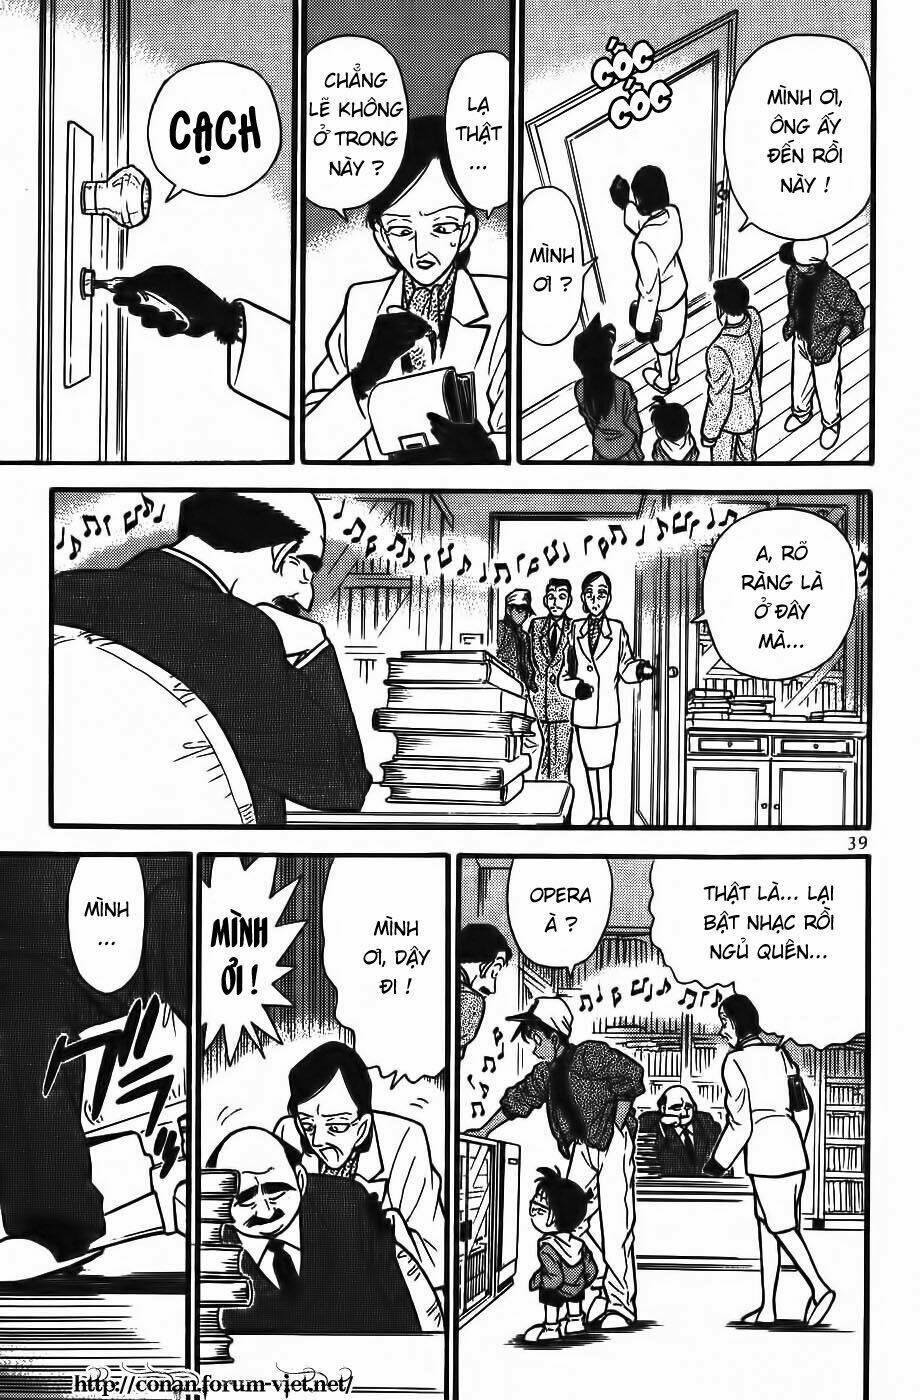 MÌNH ƠI,
ÔNG ẤY
ĐẾN RỒI
NÀY !
CỐC
CỐC
MÌNH
ƠI ?
LẠ
THẬT
...
CHẲNG
LẼ KHÔNG
Ở TRONG
NÀY ?
CẠCH
A, RÕ
RÀNG LÀ
Ở ĐÂY
MÀ...
39
THẬT LÀ... LẠI
BẬT NHẠC RỒI
NGỦ QUÊN...
OPERA
À ?
MÌNH
ƠI, DẬY
ĐI !
MÌNH
ƠI !
MÌNH
...
グラ
http://conan.forum-viet.net/